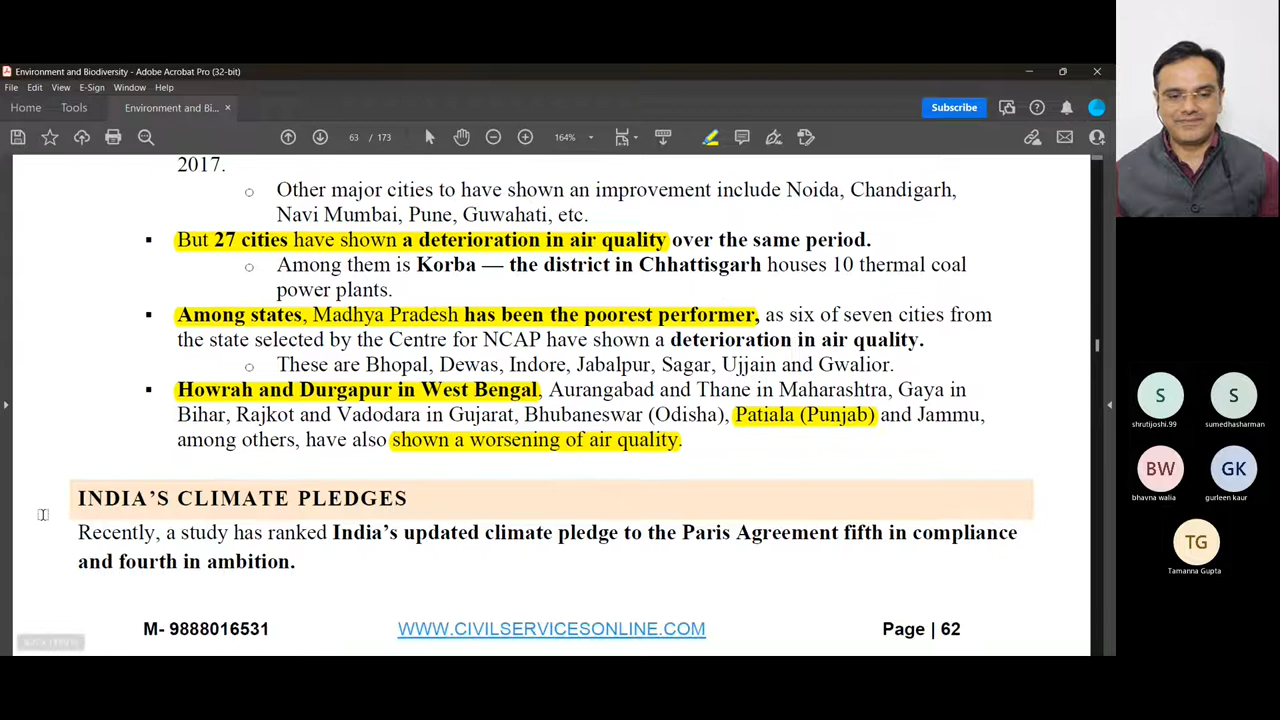 Environment and Biodiversity - Adobe Acrobat Pro (32-bit)
File Edit View E-Sign Window Help
Home Tools Environment and Bi... × Subscribe
63 / 173 164%
2017.
○ Other major cities to have shown an improvement include Noida, Chandigarh,
Navi Mumbai, Pune, Guwahati, etc.
▪ But 27 cities have shown a deterioration in air quality over the same period.
○ Among them is Korba — the district in Chhattisgarh houses 10 thermal coal
power plants.
▪ Among states, Madhya Pradesh has been the poorest performer, as six of seven cities from
the state selected by the Centre for NCAP have shown a deterioration in air quality.
○ These are Bhopal, Dewas, Indore, Jabalpur, Sagar, Ujjain and Gwalior.
▪ Howrah and Durgapur in West Bengal, Aurangabad and Thane in Maharashtra, Gaya in
Bihar, Rajkot and Vadodara in Gujarat, Bhubaneswar (Odisha), Patiala (Punjab) and Jammu,
among others, have also shown a worsening of air quality.
INDIA'S CLIMATE PLEDGES
Recently, a study has ranked India's updated climate pledge to the Paris Agreement fifth in compliance
and fourth in ambition.
M- 9888016531 WWW.CIVILSERVICESONLINE.COM Page | 62
S S
shrutijoshi.99 sumedhasharman
BW GK
bhavna walia gurleen kaur
TG
Tamanna Gupta